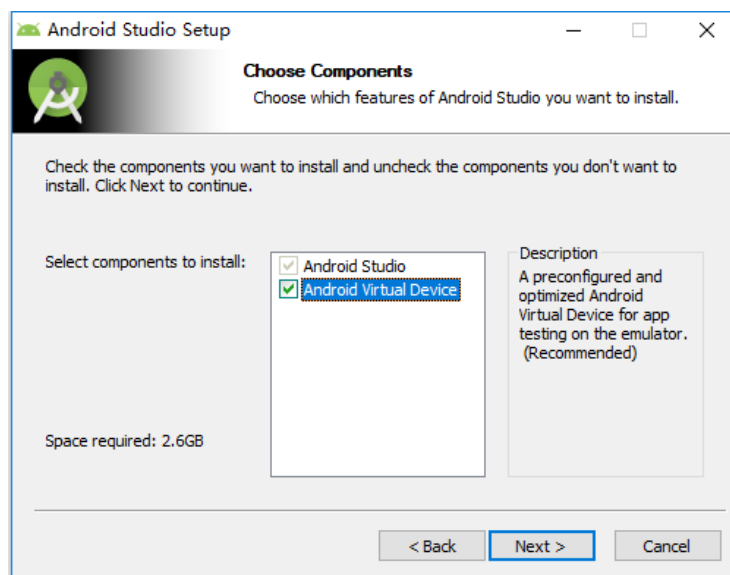 Android Studio Setup
Choose Components
Choose which features of Android Studio you want to install.
Check the components you want to install and uncheck the components you don't want to
install. Click Next to continue.
Select components to install:
Android Studio
Android Virtual Device
Description
A preconfigured and
optimized Android
Virtual Device for app
testing on the emulator.
(Recommended)
Space required: 2.6GB
< Back
Next >
Cancel